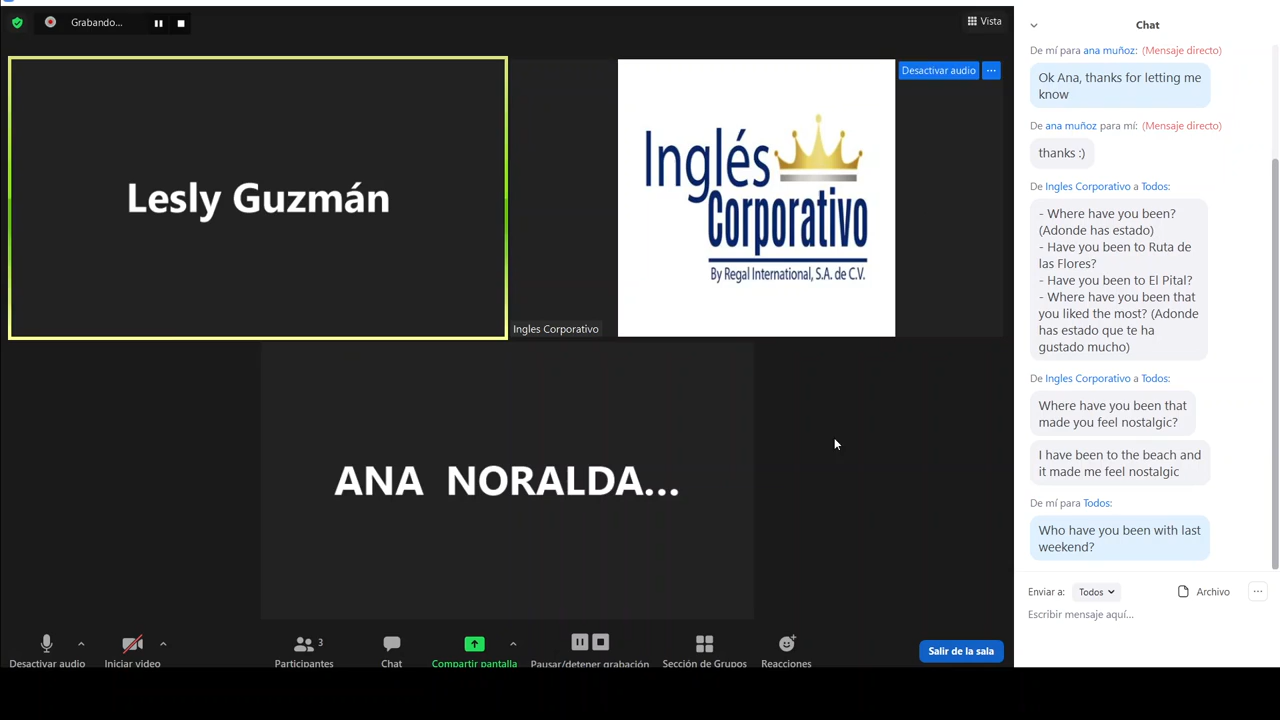 Grabando...
Vista
Lesly Guzmán
Desactivar audio
...
Inglés
Corporativo
By Regal International, S.A. de C.V.
Ingles Corporativo
ANA NORALDA...
Chat
De mí para ana muñoz: (Mensaje directo)
Ok Ana, thanks for letting me
know
De ana muñoz para mí: (Mensaje directo)
thanks :)
De Ingles Corporativo a Todos:
- Where have you been?
(Adonde has estado)
- Have you been to Ruta de
las Flores?
- Have you been to El Pital?
- Where have you been that
you liked the most? (Adonde
has estado que te ha
gustado mucho)
De Ingles Corporativo a Todos:
Where have you been that
made you feel nostalgic?
I have been to the beach and
it made me feel nostalgic
De mí para Todos:
Who have you been with last
weekend?
Enviar a: Todos Archivo ...
Escribir mensaje aquí...
Desactivar audio
Iniciar video
3
Participantes
Chat
Compartir pantalla
Pausar/detener grabación
Sección de Grupos
Reacciones
Salir de la sala